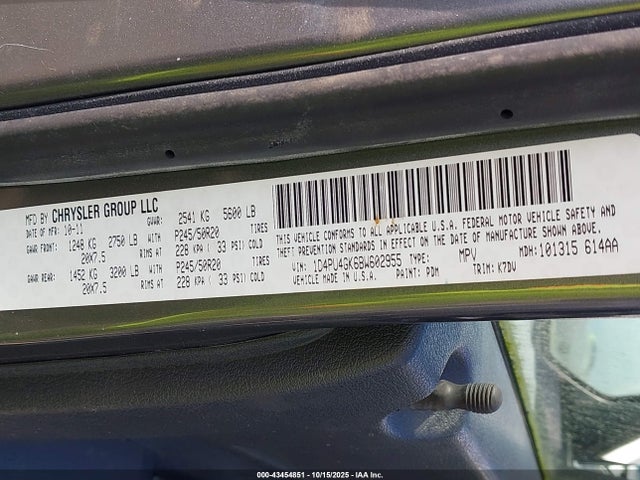 MFD BY CHRYSLER GROUP LLC
DATE OF MFR: 10-11 GVWR: 2541 KG 5600 LB
GAWR FRONT: 1248 KG 2750 LB WITH P245/50R20 TIRES
20X7.5 RIMS AT 228 KPA ( 33 PSI) COLD
GAWR REAR: 1452 KG 3200 LB WITH P245/50R20 TIRES
20X7.5 RIMS AT 228 KPA ( 33 PSI) COLD
THIS VEHICLE CONFORMS TO ALL APPLICABLE U.S.A. FEDERAL MOTOR VEHICLE SAFETY AND
THEFT PREVENTION STANDARDS IN EFFECT ON THE DATE OF MANUFACTURE SHOWN ABOVE.
VIN: 1D4PU4GK6BW602955 TYPE: MPV MDH: 101315 614AA
VEHICLE MADE IN U.S.A. PAINT: PDM TRIM: K7DV
000-43454851 - 10/15/2025 - IAA Inc.